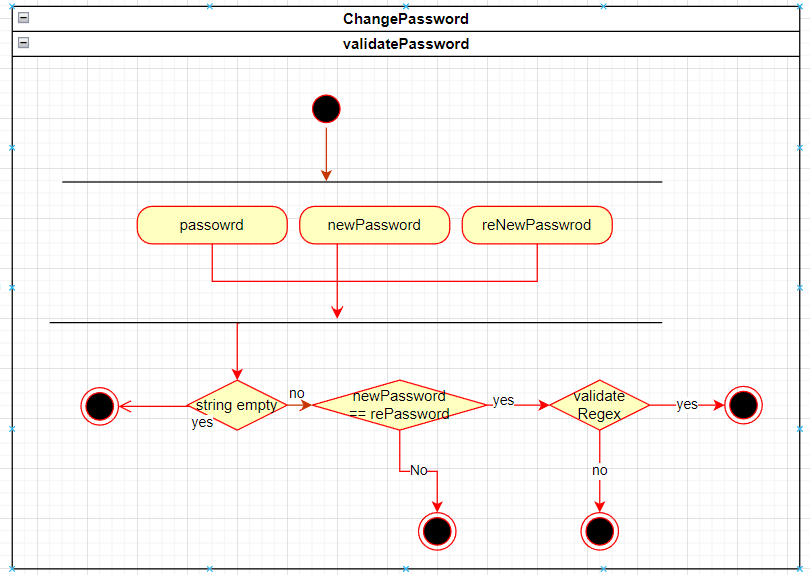 ChangePassword
validatePassword
passowrd
newPassword
reNewPasswrod
string empty
yes
no
newPassword
== rePassword
yes
validate
Regex
yes
No
no